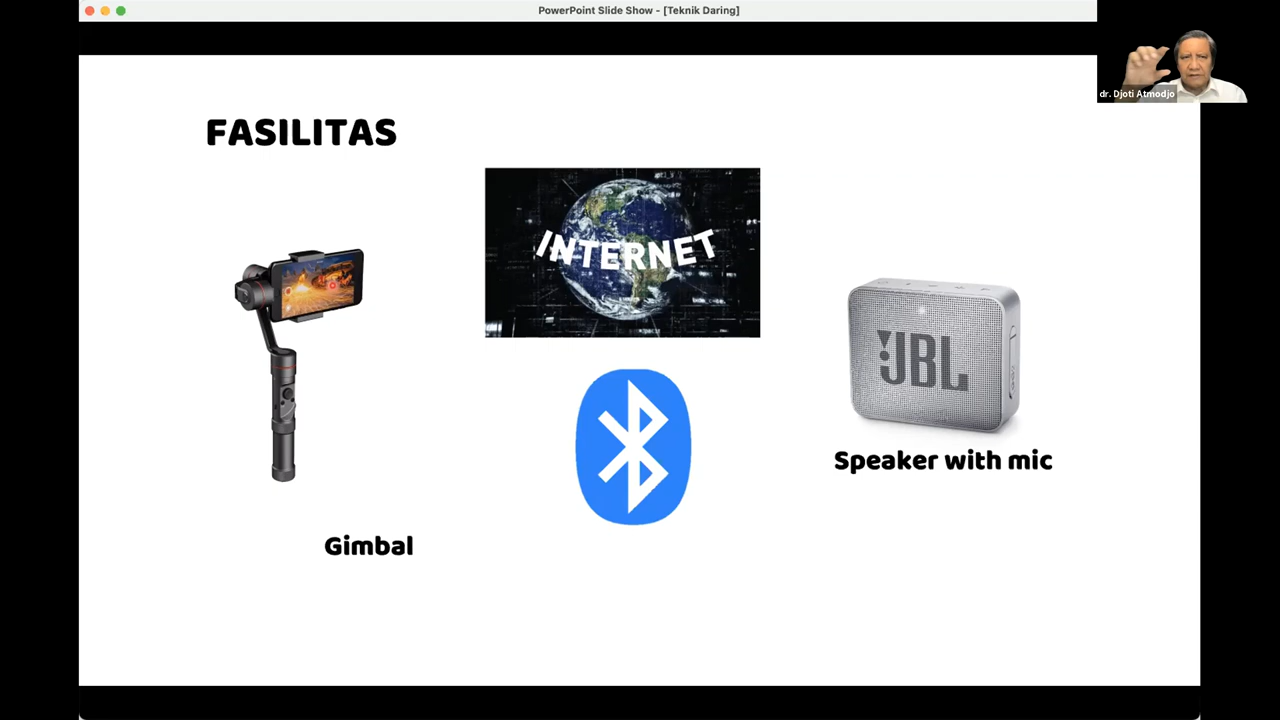 PowerPoint Slide Show - [Teknik Daring]
dr. Djoti Atmodjo
FASILITAS
INTERNET
JBL
Speaker with mic
Gimbal